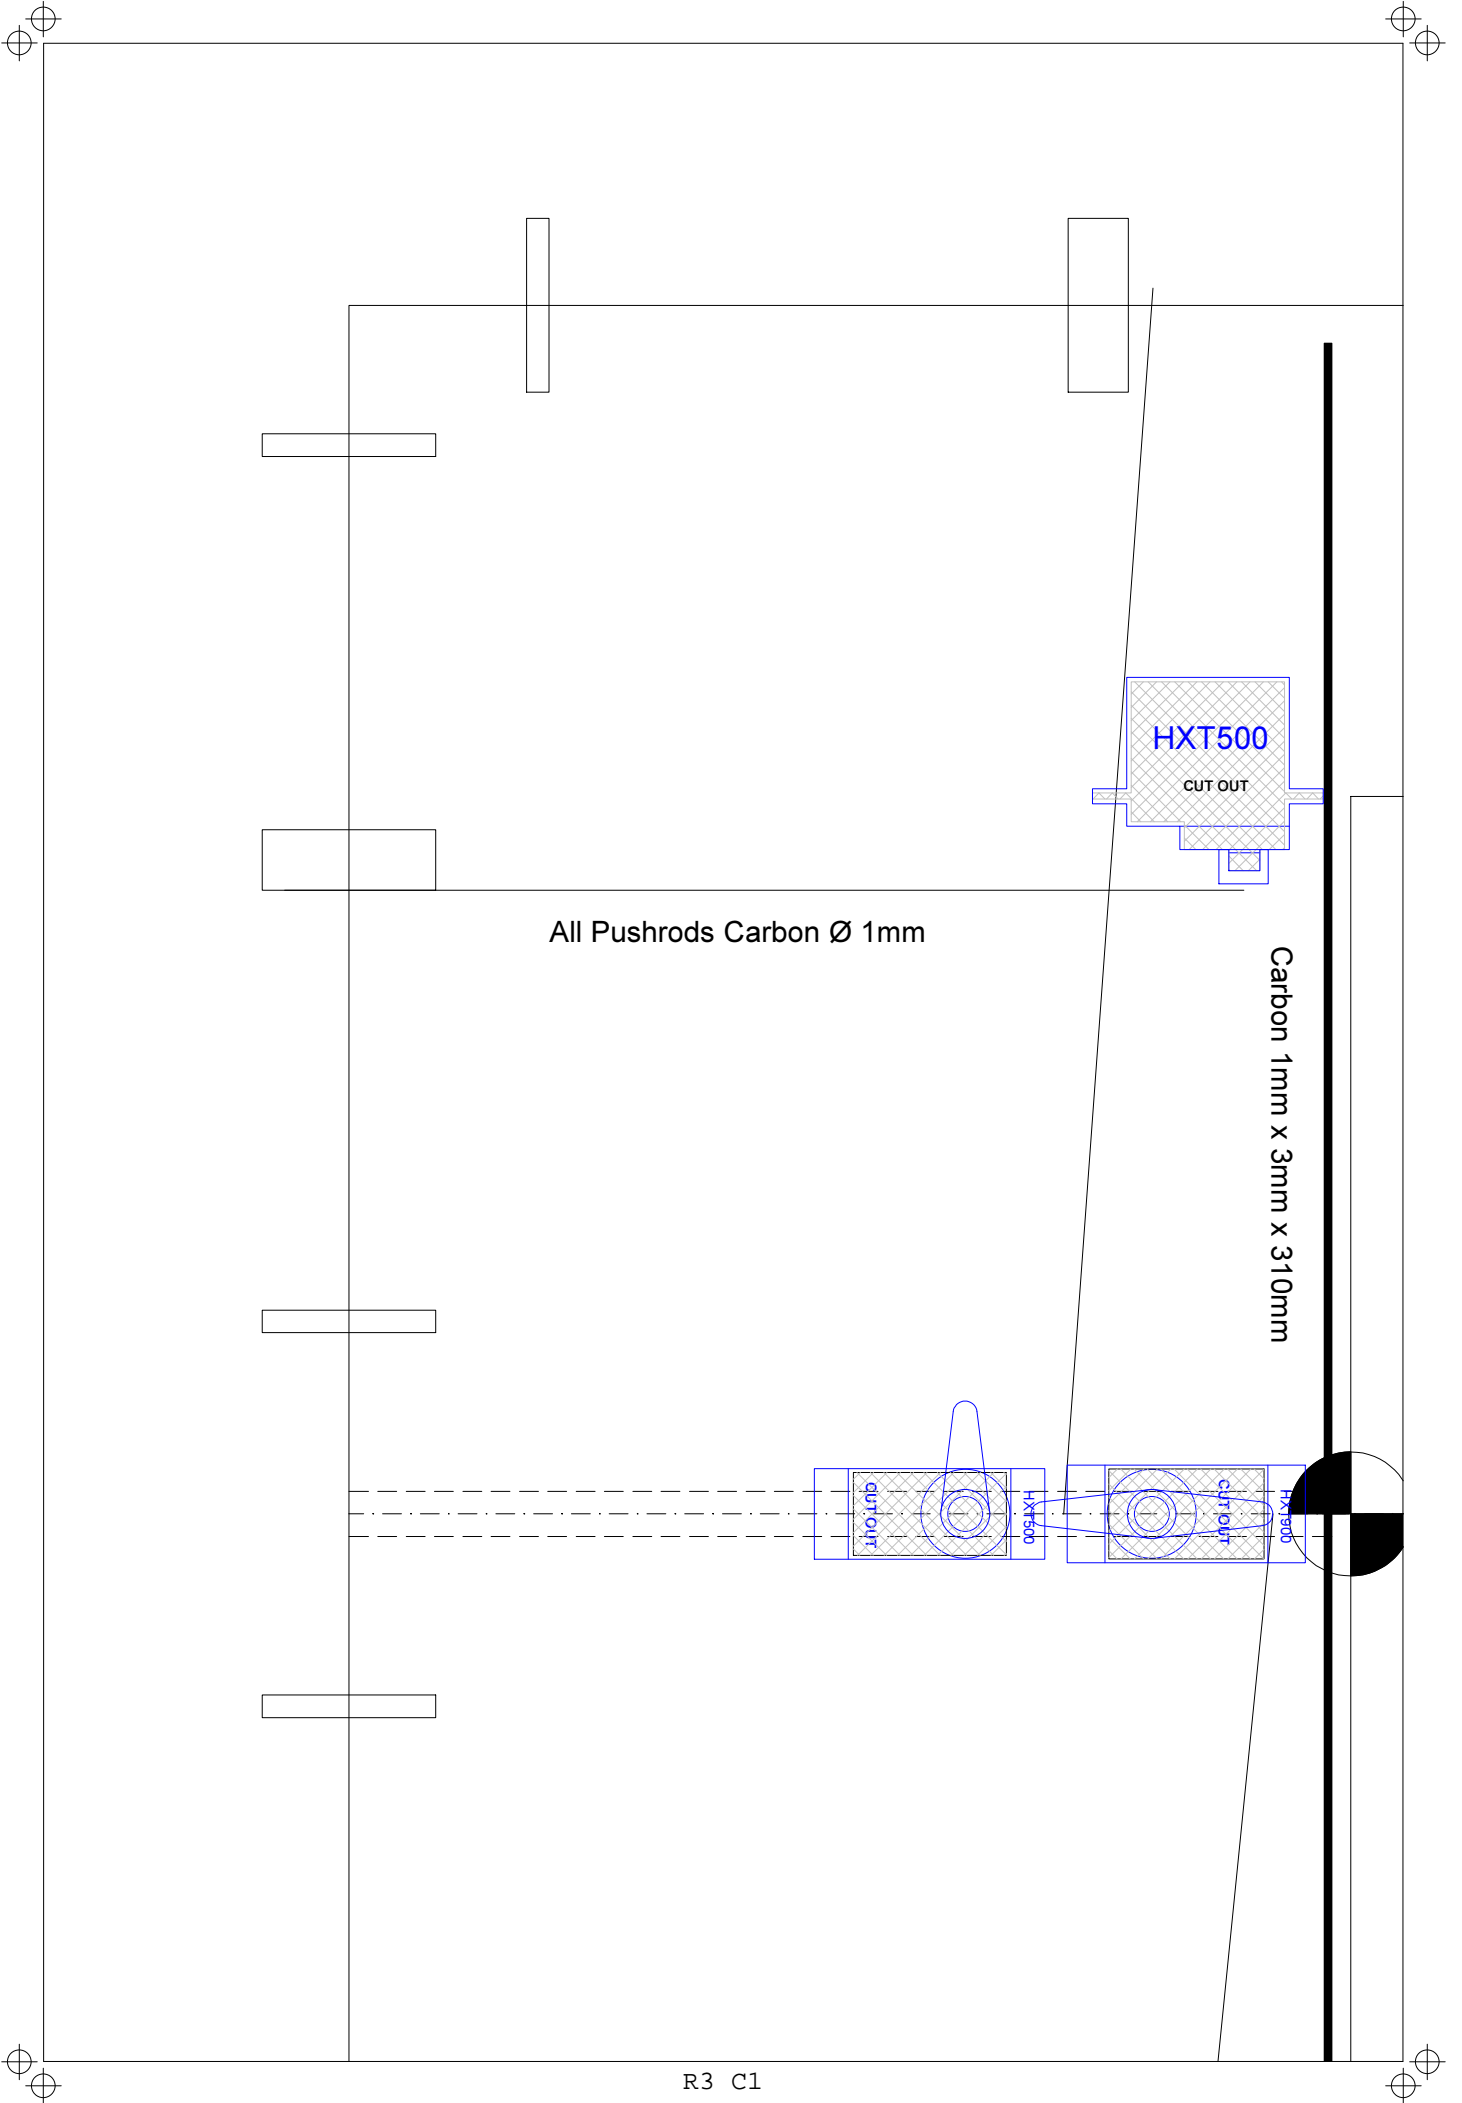 HXT500
CUT OUT
All Pushrods Carbon Ø 1mm
Carbon 1mm x 3mm x 310mm
CUT OUT
HXT500
CUT OUT
HXT900
R3 C1